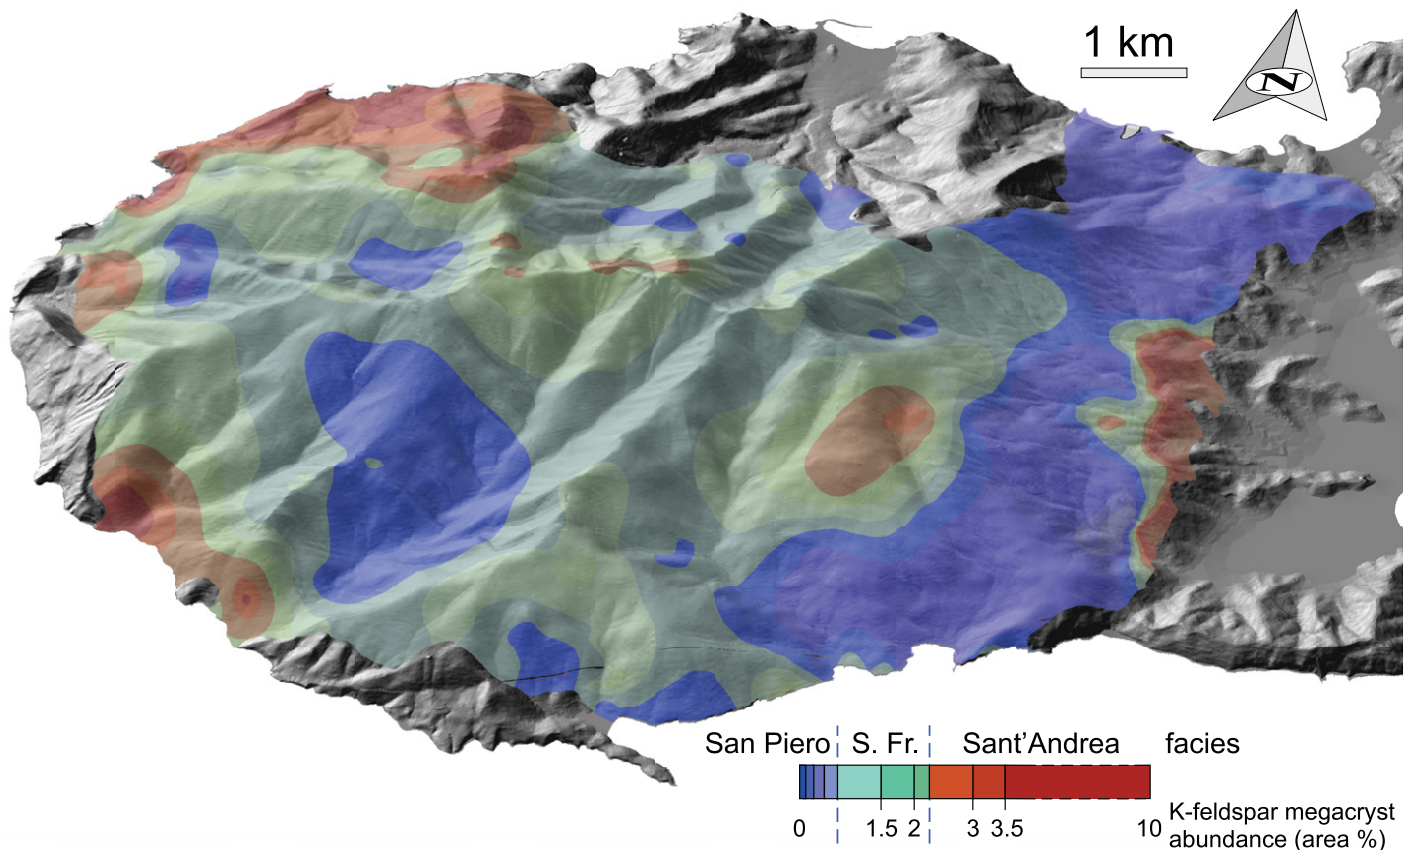 1 km
N
San Piero S. Fr. Sant'Andrea facies
0 1.5 2 3 3.5 10
K-feldspar megacryst
abundance (area %)